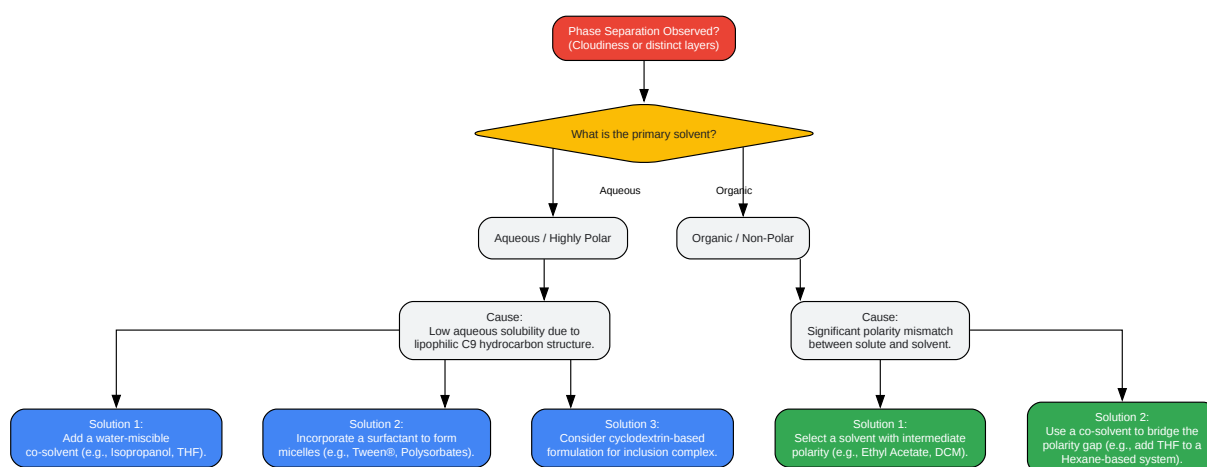 Phase Separation Observed?
(Cloudiness or distinct layers)
What is the primary solvent?
Aqueous
Organic
Aqueous / Highly Polar
Organic / Non-Polar
Cause:
Low aqueous solubility due to
lipophilic C9 hydrocarbon structure.
Cause:
Significant polarity mismatch
between solute and solvent.
Solution 1:
Add a water-miscible
co-solvent (e.g., Isopropanol, THF).
Solution 2:
Incorporate a surfactant to form
micelles (e.g., Tween®, Polysorbates).
Solution 3:
Consider cyclodextrin-based
formulation for inclusion complex.
Solution 1:
Select a solvent with intermediate
polarity (e.g., Ethyl Acetate, DCM).
Solution 2:
Use a co-solvent to bridge the
polarity gap (e.g., add THF to a
Hexane-based system).